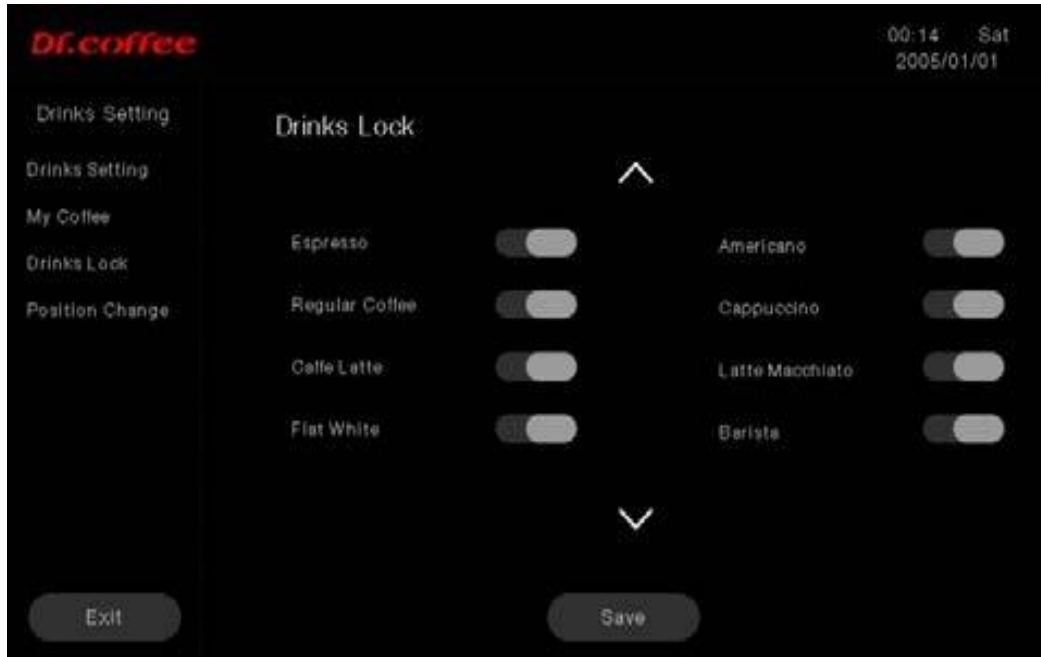 Dr.coffee
00:14 Sat
2005/01/01
Drinks Setting
Drinks Setting
My Coffee
Drinks Lock
Position Change
Exit
Drinks Lock
Espresso
Americano
Regular Coffee
Cappuccino
Caffe Latte
Latte Macchiato
Flat White
Barista
Save